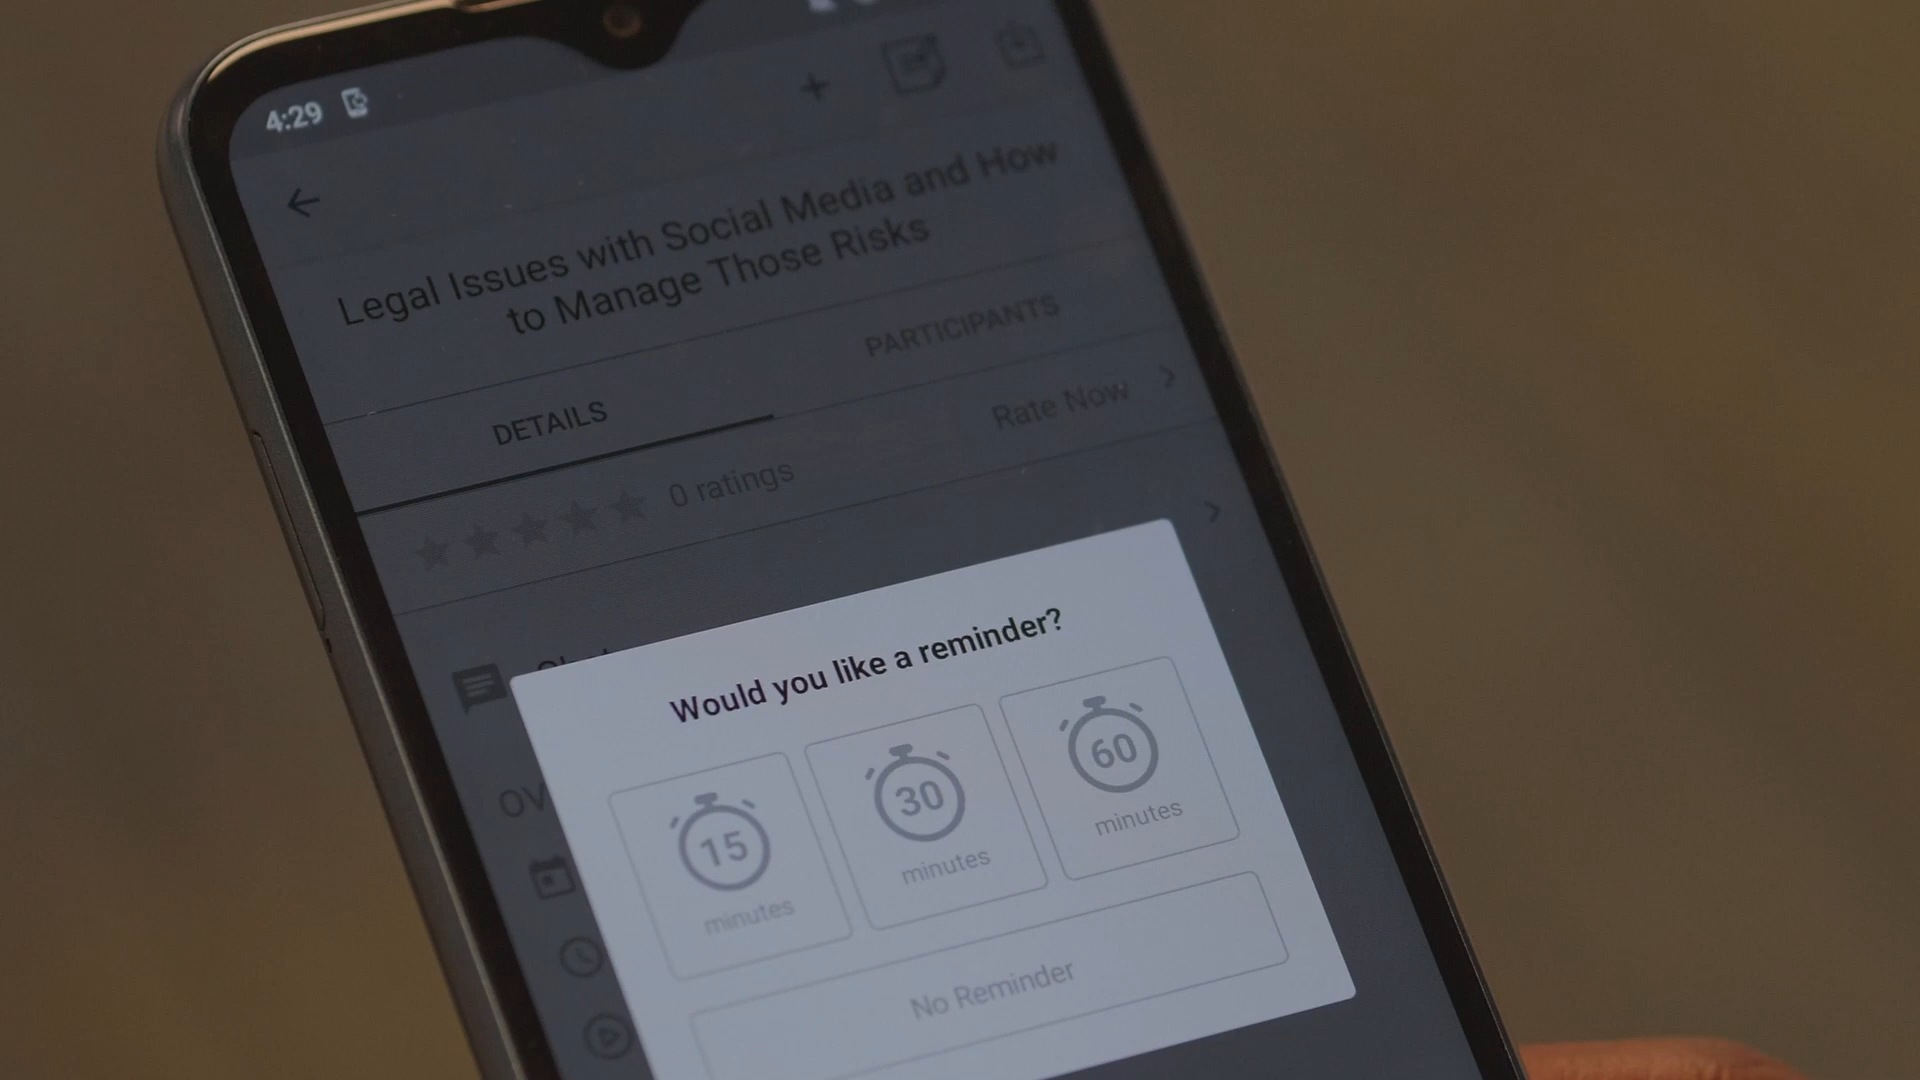 4:29
Legal Issues with Social Media and How
to Manage Those Risks
DETAILS
PARTICIPANTS
0 ratings
Rate Now
Would you like a reminder?
15
minutes
30
minutes
60
minutes
No Reminder